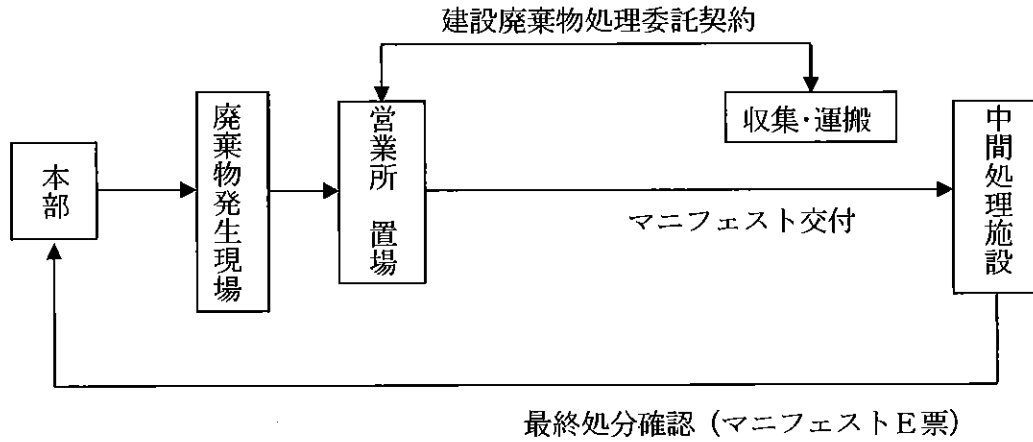 建設廃棄物処理委託契約
本部
廃棄物発生現場
営業所 置場
収集・運搬
中間処理施設
マニフェスト交付
最終処分確認（マニフェストE票）